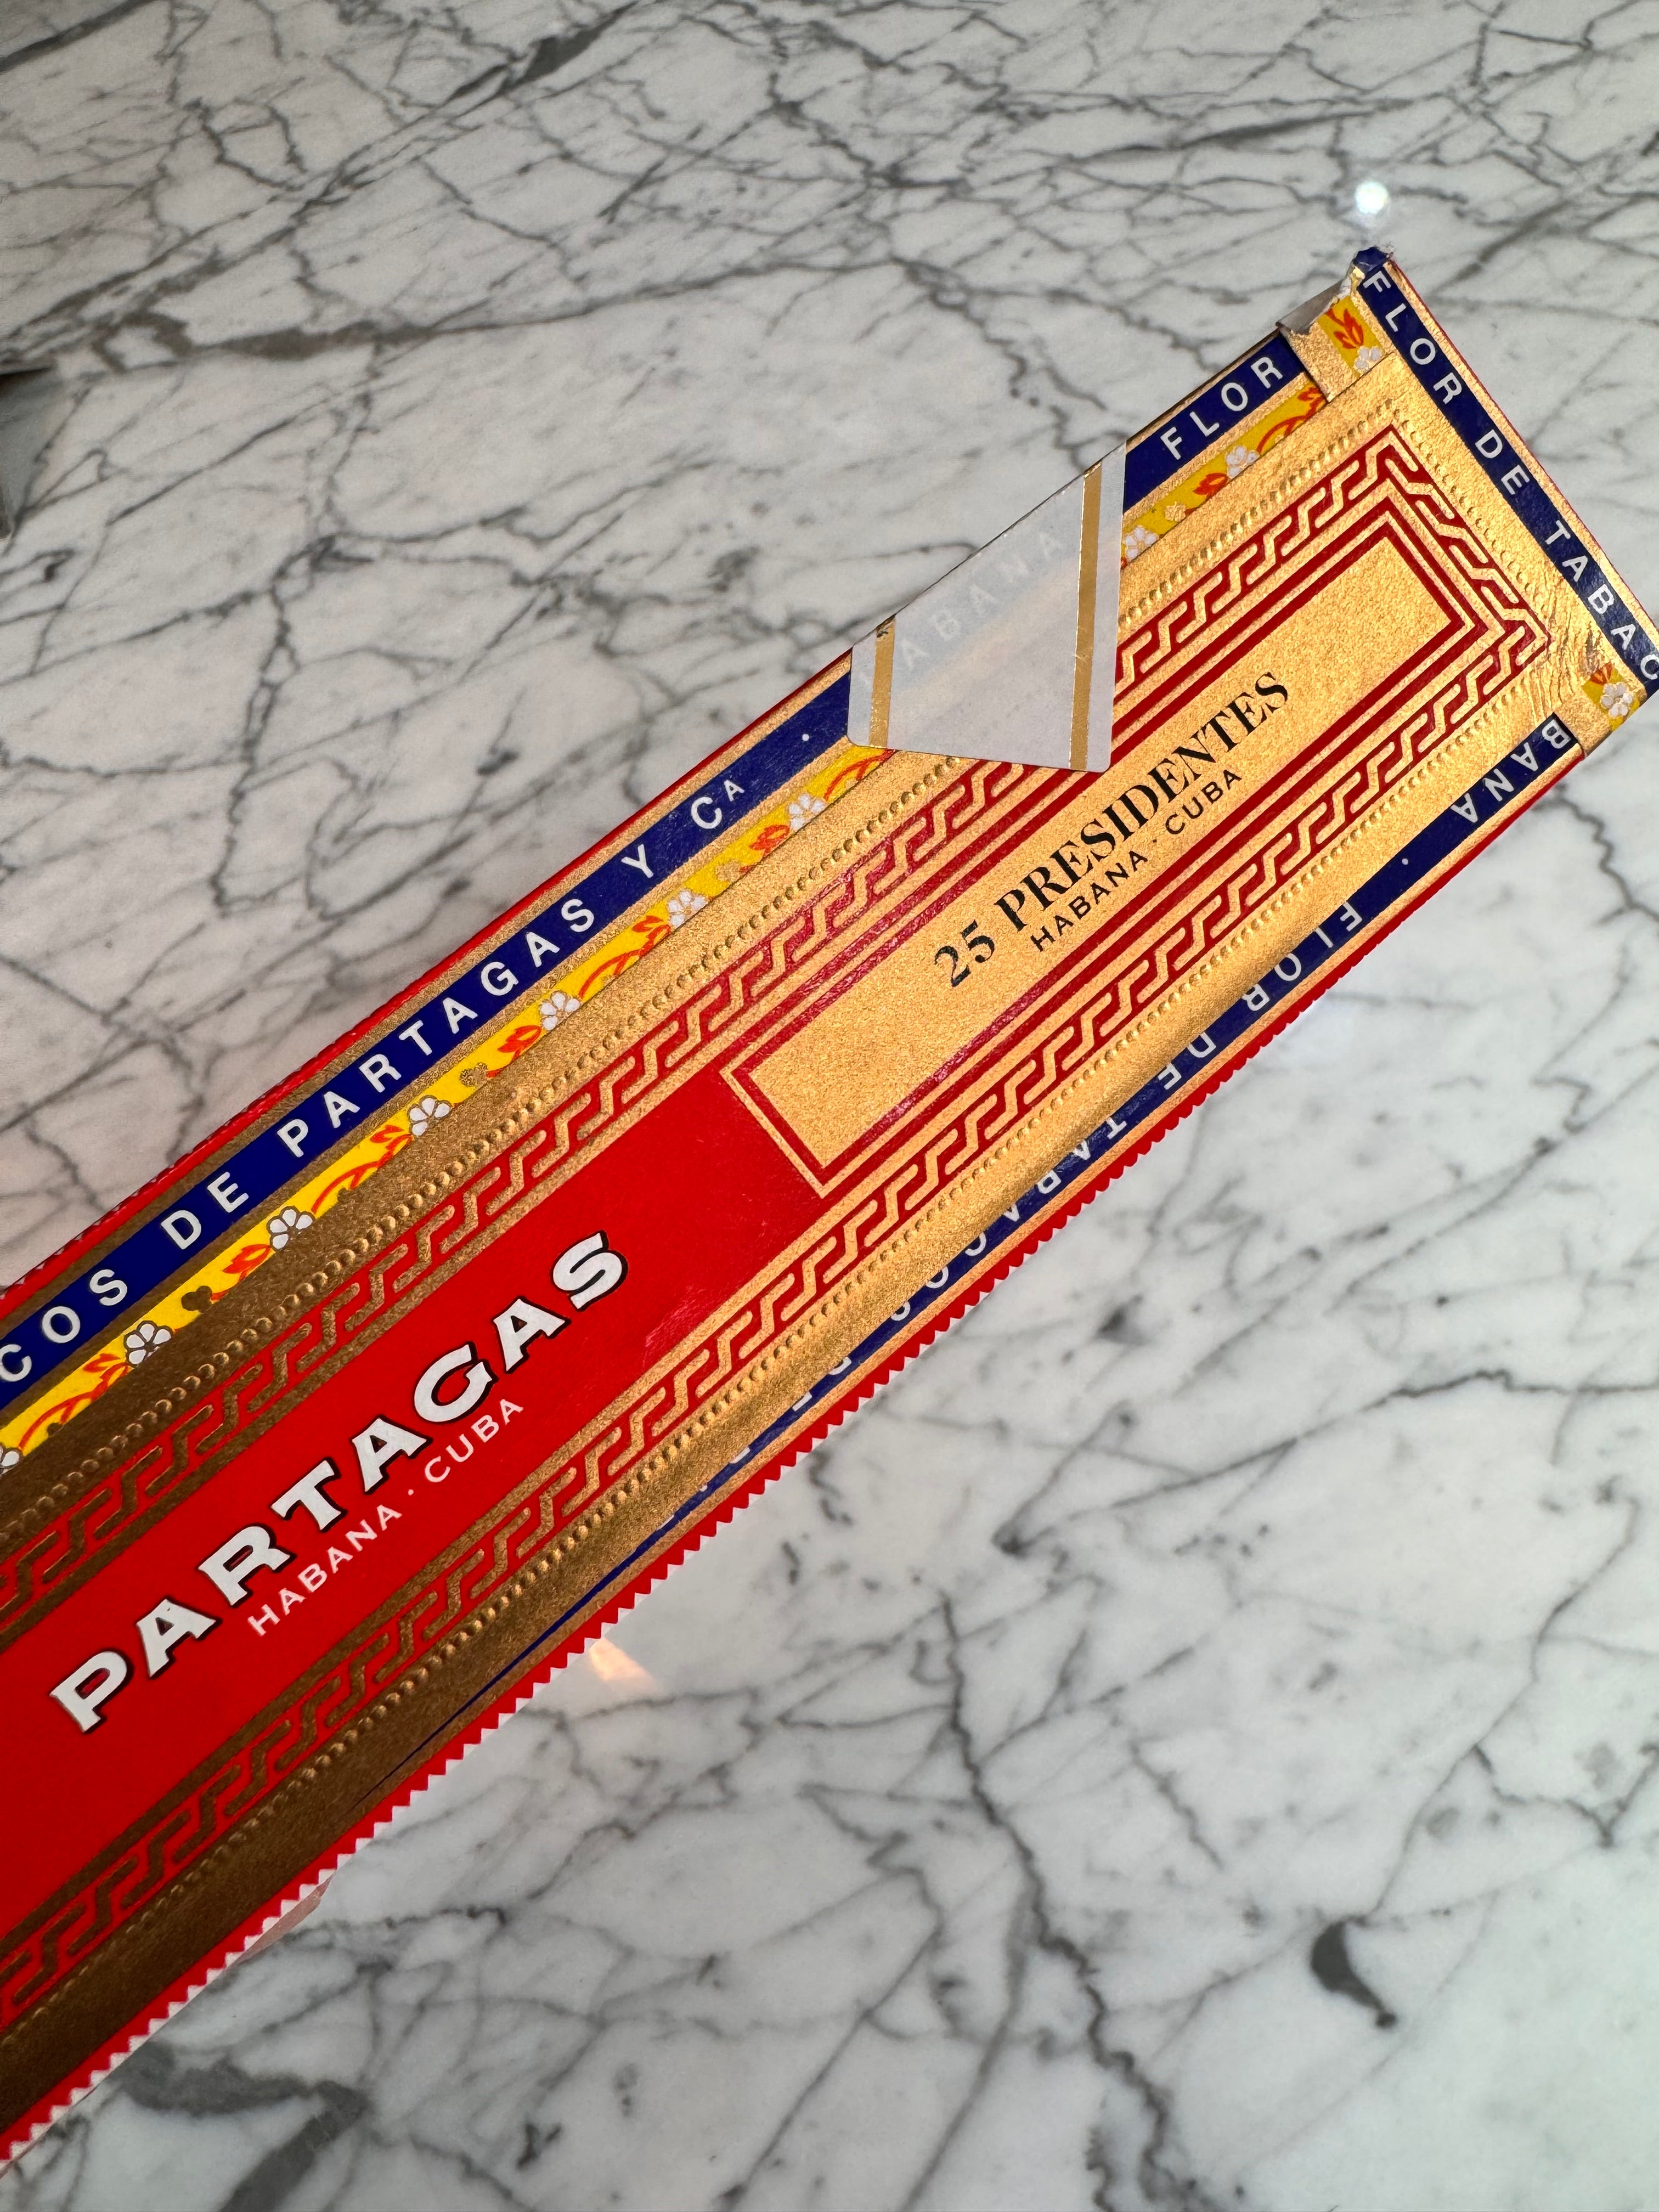 COS DE PARTAGAS Y CA ·
ABANA
FLOR
FLOR DE TABAC
25 PRESIDENTES
HABANA · CUBA
PARTAGAS
HABANA · CUBA
BANA · FLOR DE TABACOS DE